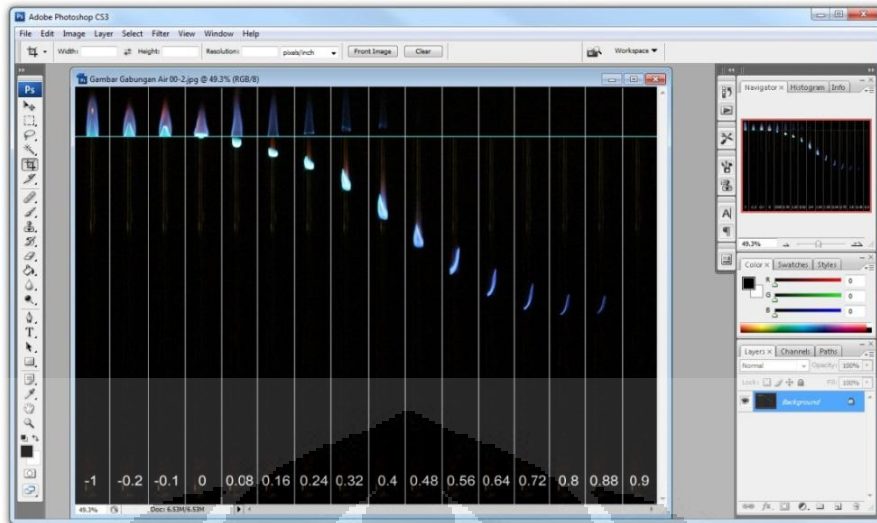 Adobe Photoshop CS3
File Edit Image Layer Select Filter View Window Help
Width: Height: Resolution: pixels/inch Front Image Clear Workspace
Gambar Gabungan Air 00-2.jpg @ 49.3% (RGB/8)
Ps
T
-1 -0.2 -0.1 0 0.08 0.16 0.24 0.32 0.4 0.48 0.56 0.64 0.72 0.8 0.88 0.9
49.3% Doc: 6.53M/6.53M
A
Navigator x Histogram Info
49.3%
Color x Swatches Styles
R 0
G 0
B 0
Layers x Channels Paths
Normal Opacity: 100%
Lock: Fill: 100%
Background
fx